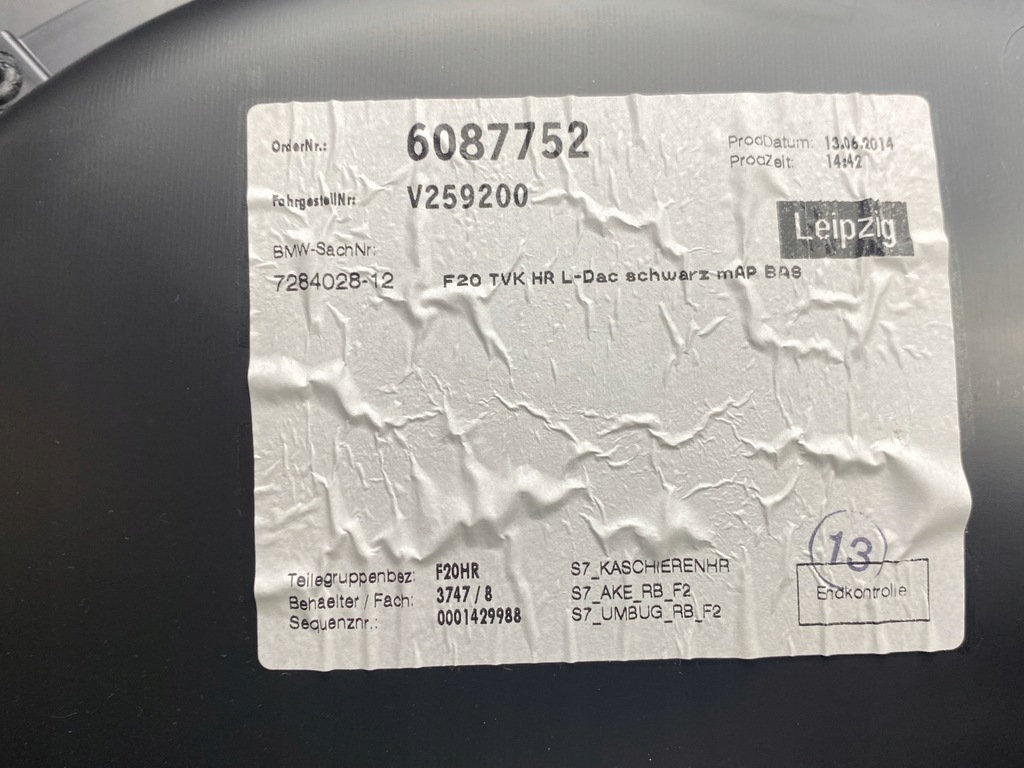 OrderNr.: 6087752 ProdDatum: 13.06.2014
ProdZeit: 14:42
FahrgestellNr: V259200
Leipzig
BMW-SachNr:
7284028-12 F20 TVK HR L-Dac schwarz mAP BAS
Teilegruppenbez: F20HR S7_KASCHIERENHR
Behaelter / Fach: 3747 / 8 S7_AKE_RB_F2
Sequenznr.: 0001429988 S7_UMBUG_RB_F2
13
Endkontrolle